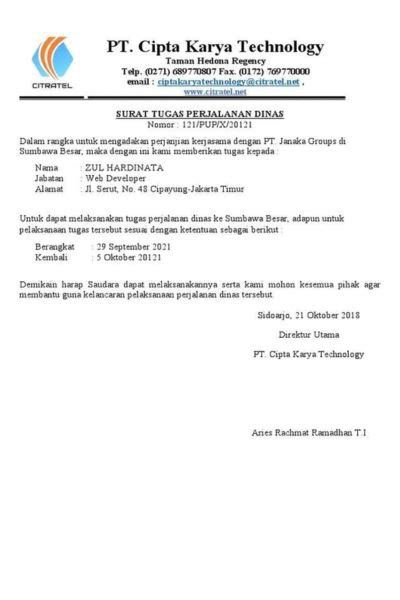 CITRATEL
PT. Cipta Karya Technology
Taman Hedona Regency
Telp. (0271) 689770807 Fax. (0172) 769770000
email : ciptakaryatechnology@citratel.net ,
www.citratel.net
SURAT TUGAS PERJALANAN DINAS
Nomor : 121/PUP/X/20121
Dalam rangka untuk mengadakan perjanjian kerjasama dengan PT. Janaka Groups di
Sumbawa Besar, maka dengan ini kami memberikan tugas kepada :
Nama : ZUL HARDINATA
Jabatan : Web Developer
Alamat : Jl. Serut, No. 48 Cipayung-Jakarta Timur
Untuk dapat melaksanakan tugas perjalanan dinas ke Sumbawa Besar, adapun untuk
pelaksanaan tugas tersebut sesuai dengan ketentuan sebagai berikut :
Berangkat : 29 September 2021
Kembali : 5 Oktober 20121
Demikian harap Saudara dapat melaksanakannya serta kami mohon kesemua pihak agar
membantu guna kelancaran pelaksanaan perjalanan dinas tersebut.
Sidoarjo, 21 Oktober 2018
Direktur Utama
PT. Cipta Karya Technology
Aries Rachmat Ramadhan T.I